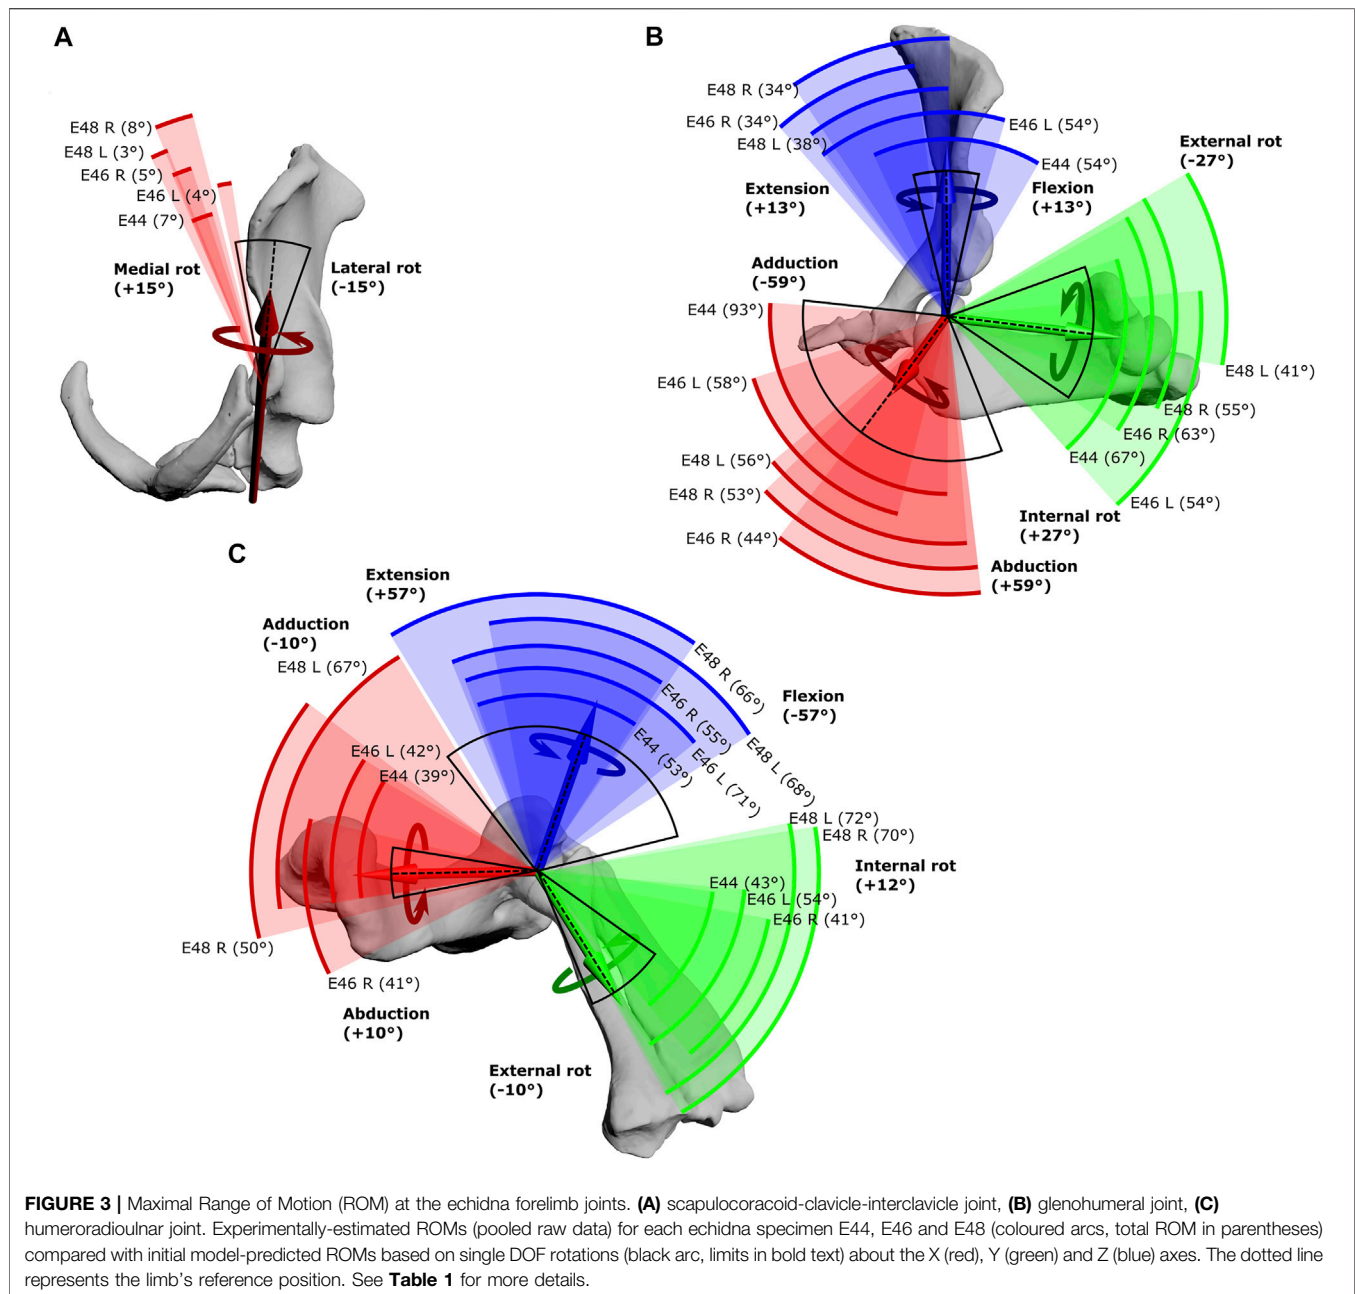 A
E48 R (8°)
E48 L (3°)
E46 R (5°)
E46 L (4°)
E44 (7°)
Medial rot
(+15°)
Lateral rot
(-15°)
B
E48 R (34°)
E46 R (34°)
E48 L (38°)
E46 L (54°)
E44 (54°)
Extension
(+13°)
Flexion
(+13°)
External rot
(-27°)
Adduction
(-59°)
E44 (93°)
E46 L (58°)
E48 L (56°)
E48 R (53°)
E46 R (44°)
E48 L (41°)
E48 R (55°)
E46 R (63°)
E44 (67°)
E46 L (54°)
Internal rot
(+27°)
Abduction
(+59°)
C
Extension
(+57°)
Adduction
(-10°)
E48 L (67°)
E46 L (42°)
E44 (39°)
E48 R (66°)
E46 R (55°)
E44 (53°)
E46 L (71°)
E48 L (68°)
Flexion
(-57°)
E48 L (72°)
E48 R (70°)
Internal rot
(+12°)
E44 (43°)
E46 L (54°)
E46 R (41°)
E48 R (50°)
E46 R (41°)
Abduction
(+10°)
External rot
(-10°)
FIGURE 3 | Maximal Range of Motion (ROM) at the echidna forelimb joints. (A) scapulocoracoid-clavicle-interclavicle joint, (B) glenohumeral joint, (C)
humeroradioulnar joint. Experimentally-estimated ROMs (pooled raw data) for each echidna specimen E44, E46 and E48 (coloured arcs, total ROM in parentheses)
compared with initial model-predicted ROMs based on single DOF rotations (black arc, limits in bold text) about the X (red), Y (green) and Z (blue) axes. The dotted line
represents the limb's reference position. See Table 1 for more details.